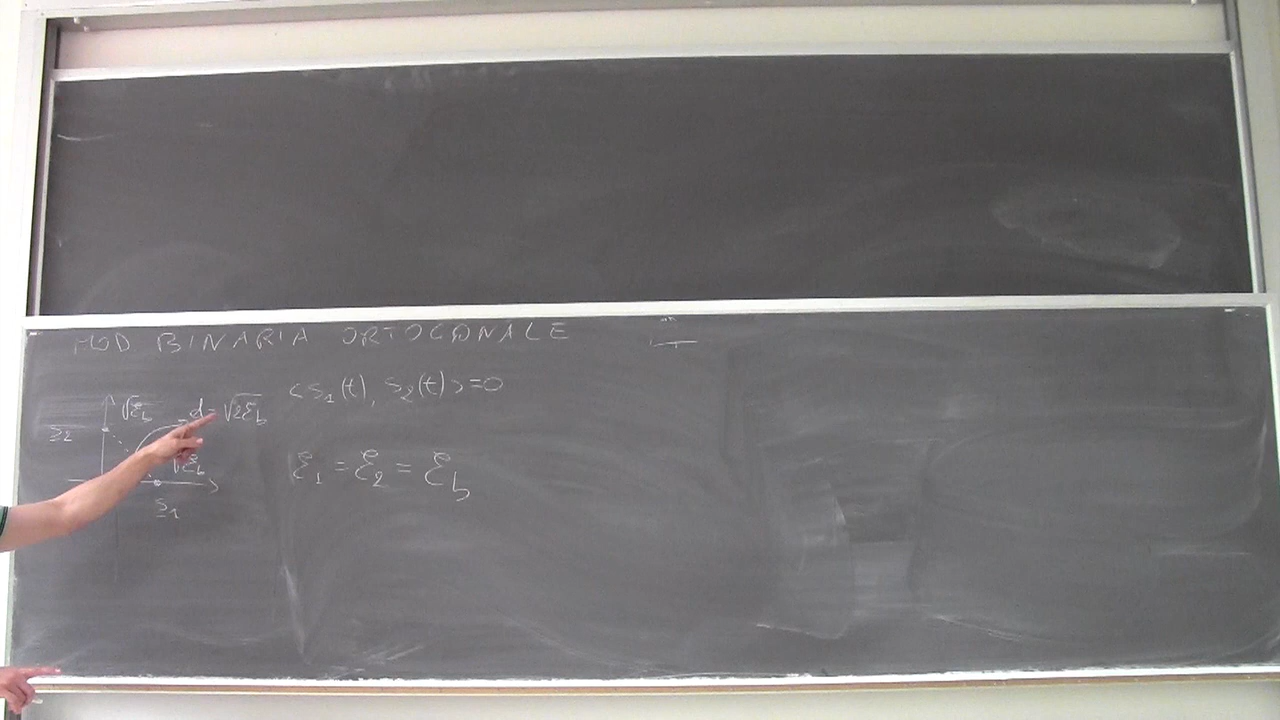 MOD BINARIA ORTOGONALE
<s₁(t), s₂(t)>=0
√ℰb
d=√2ℰb
s₂
√ℰb
ℰ₁ = ℰ₂ = ℰb
s₁